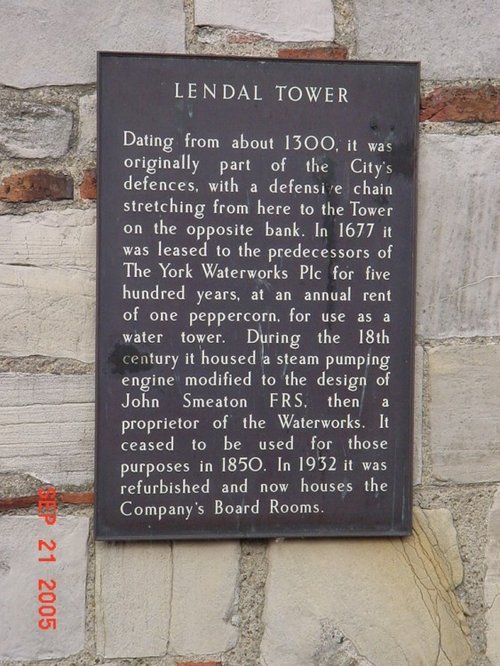 LENDAL TOWER
Dating from about 1300, it was
originally part of the City's
defences, with a defensive chain
stretching from here to the Tower
on the opposite bank. In 1677 it
was leased to the predecessors of
The York Waterworks Plc for five
hundred years, at an annual rent
of one peppercorn, for use as a
water tower. During the 18th
century it housed a steam pumping
engine modified to the design of
John Smeaton FRS, then a
proprietor of the Waterworks. It
ceased to be used for those
purposes in 1850. In 1932 it was
refurbished and now houses the
Company's Board Rooms.
SEP 21 2005